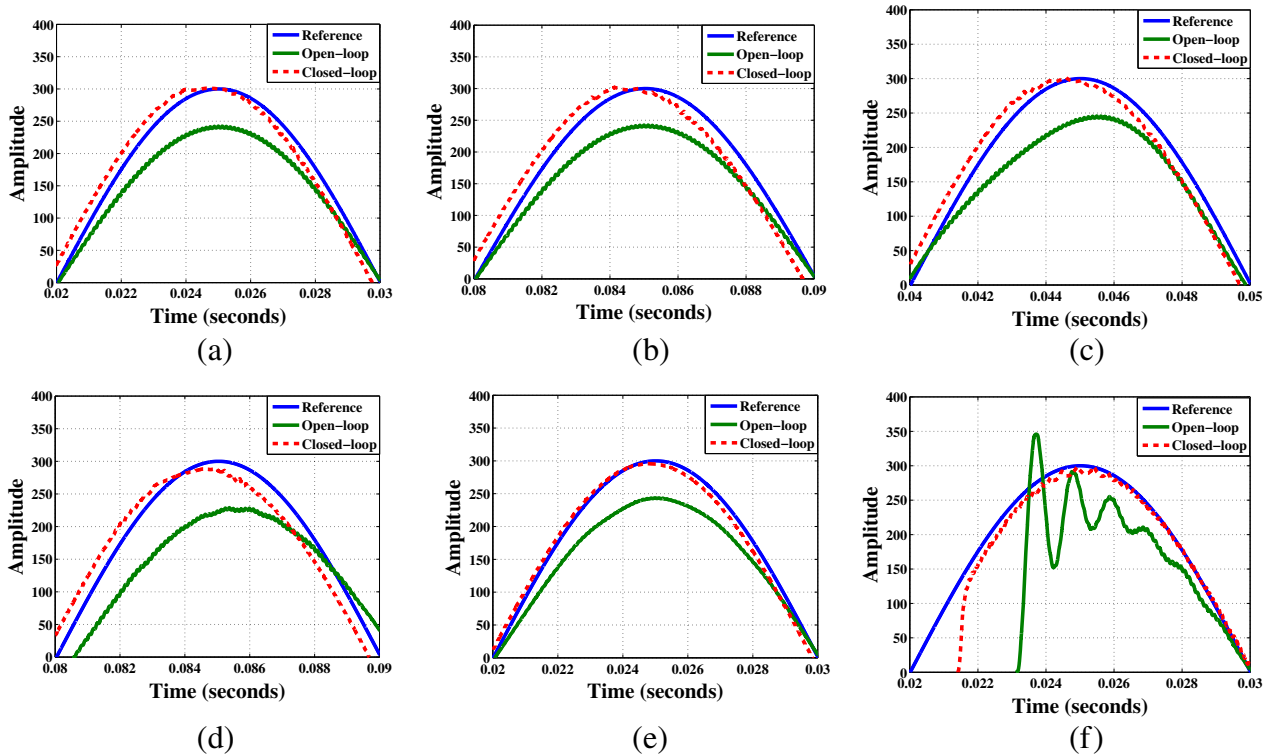 400
350
300
250
200
150
100
50
0
Amplitude
Reference
Open-loop
Closed-loop
0.02 0.022 0.024 0.026 0.028 0.03
Time (seconds)
(a)
400
350
300
250
200
150
100
50
0
Amplitude
Reference
Open-loop
Closed-loop
0.08 0.082 0.084 0.086 0.088 0.09
Time (seconds)
(b)
400
350
300
250
200
150
100
50
0
Amplitude
Reference
Open-loop
Closed-loop
0.04 0.042 0.044 0.046 0.048 0.05
Time (seconds)
(c)
400
350
300
250
200
150
100
50
0
Amplitude
Reference
Open-loop
Closed-loop
0.08 0.082 0.084 0.086 0.088 0.09
Time (seconds)
(d)
400
350
300
250
200
150
100
50
0
Amplitude
Reference
Open-loop
Closed-loop
0.02 0.022 0.024 0.026 0.028 0.03
Time (seconds)
(e)
400
350
300
250
200
150
100
50
0
Amplitude
Reference
Open-loop
Closed-loop
0.02 0.022 0.024 0.026 0.028 0.03
Time (seconds)
(f)